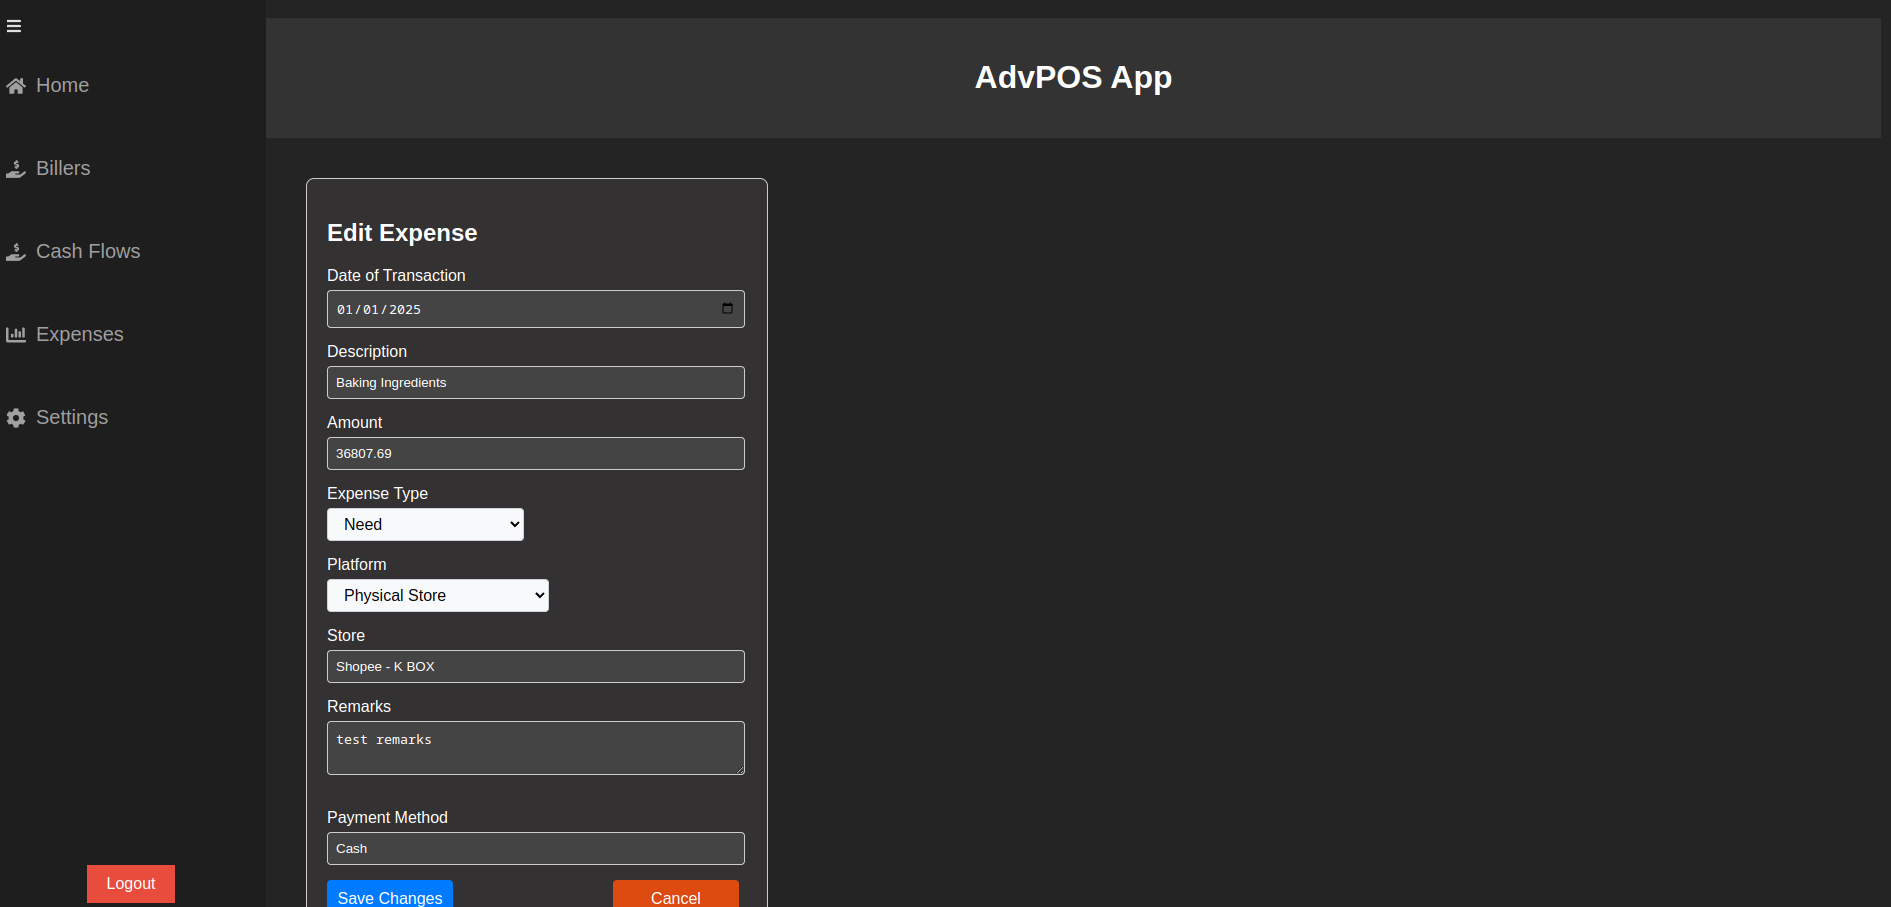 AdvPOS App
Home
Billers
Cash Flows
Expenses
Settings
Logout
Edit Expense
Date of Transaction
01/01/2025
Description
Baking Ingredients
Amount
36807.69
Expense Type
Need
Platform
Physical Store
Store
Shopee - K BOX
Remarks
test remarks
Payment Method
Cash
Save Changes
Cancel